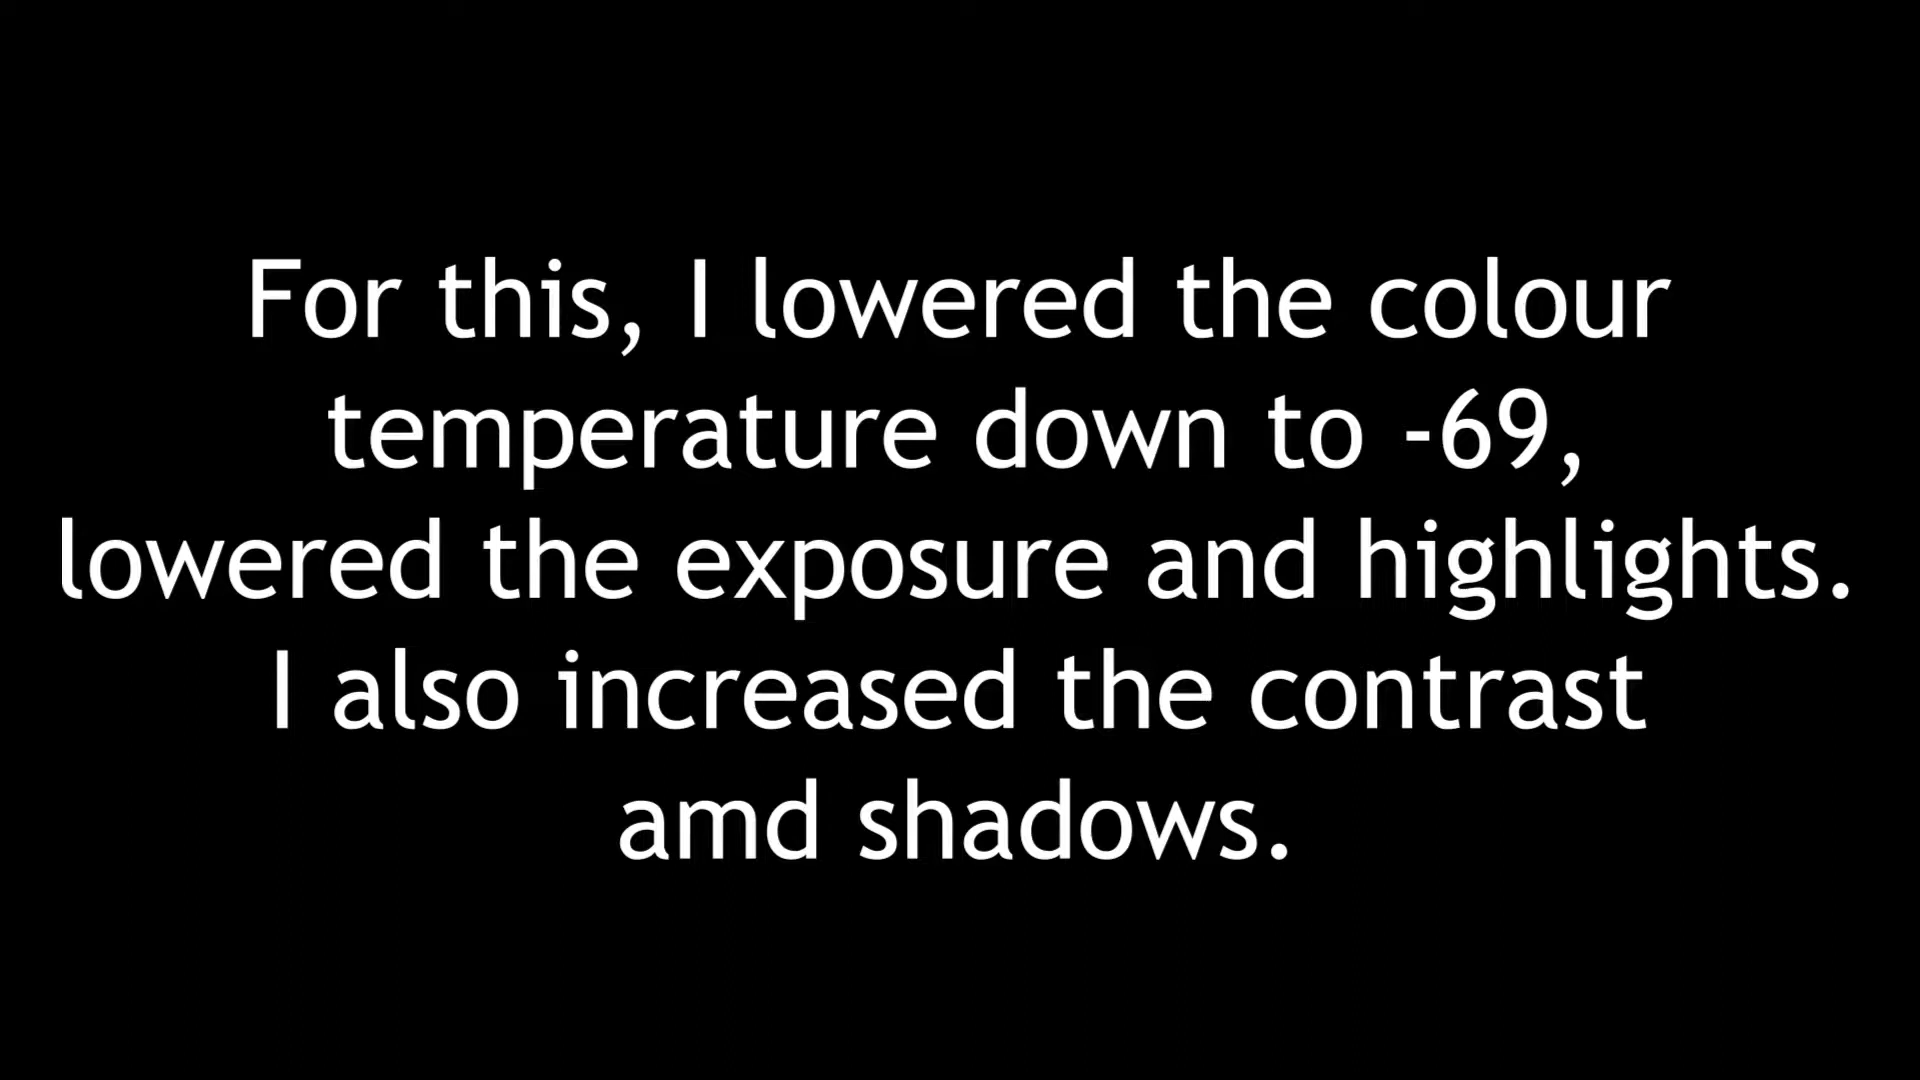 For this, I lowered the colour
temperature down to -69,
lowered the exposure and highlights.
I also increased the contrast
amd shadows.